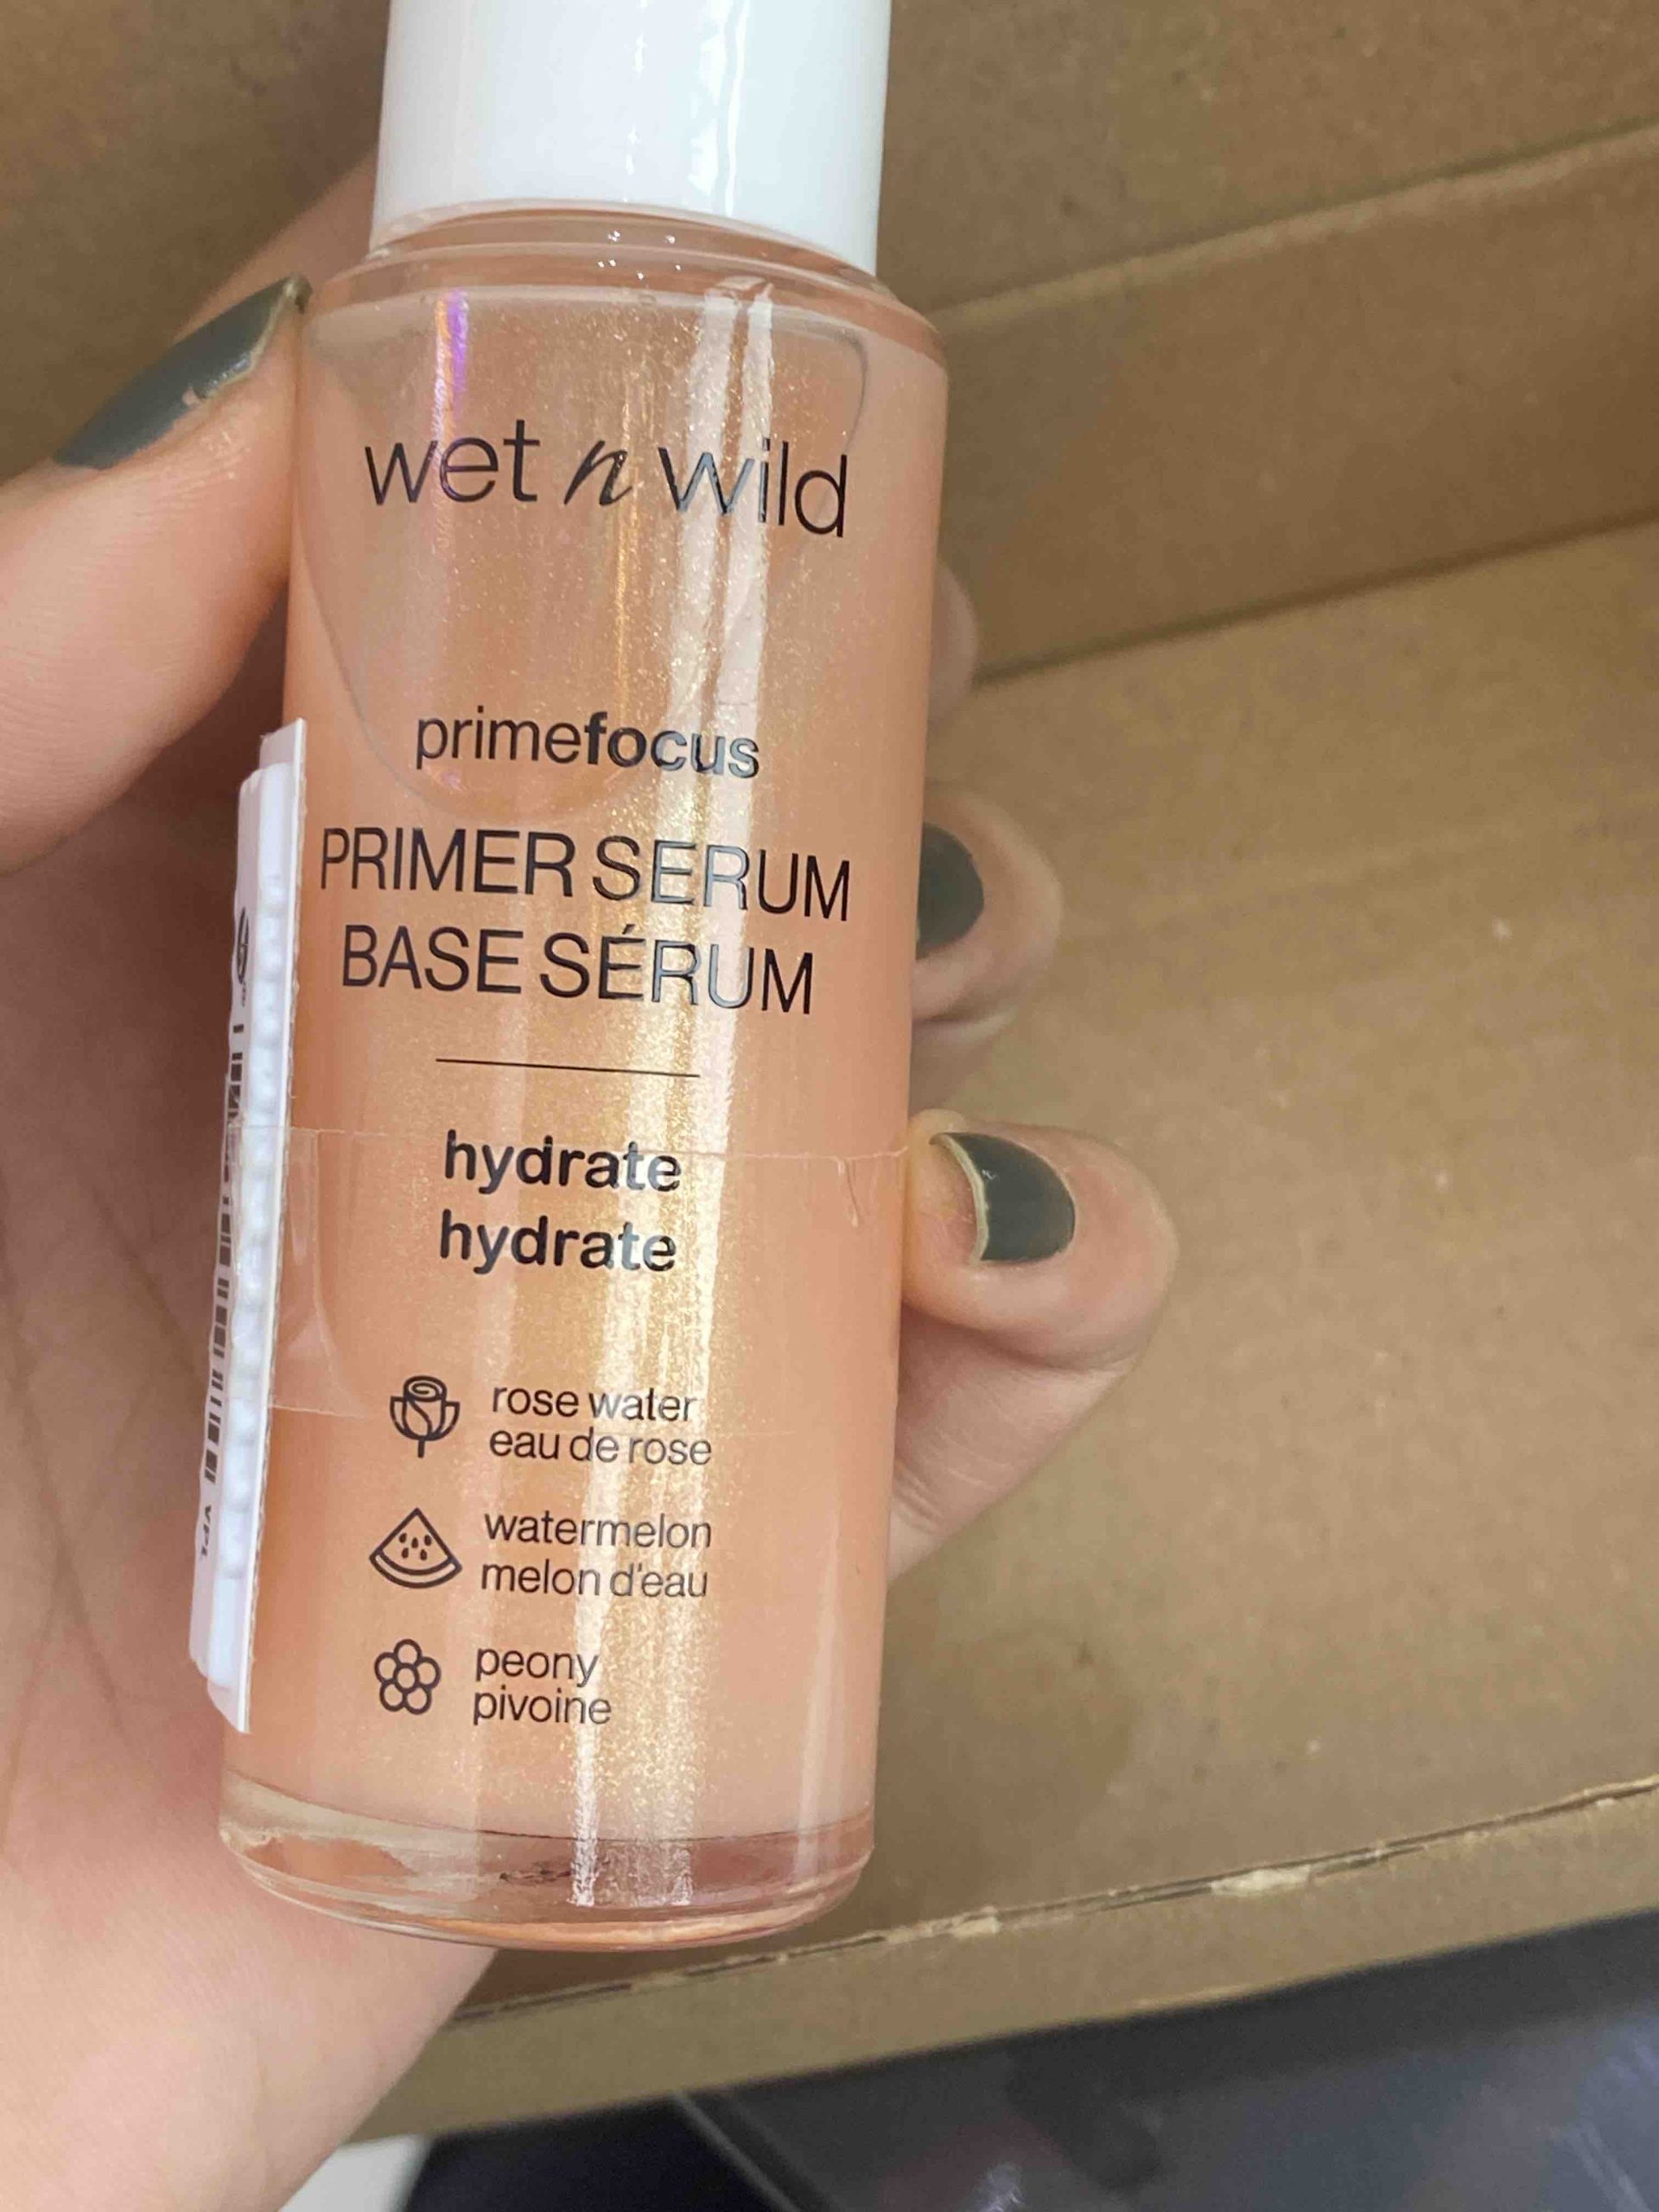 wet n wild
primefocus
PRIMER SERUM
BASE SÉRUM
hydrate
hydrate
rose water
eau de rose
watermelon
melon d'eau
peony
pivoine